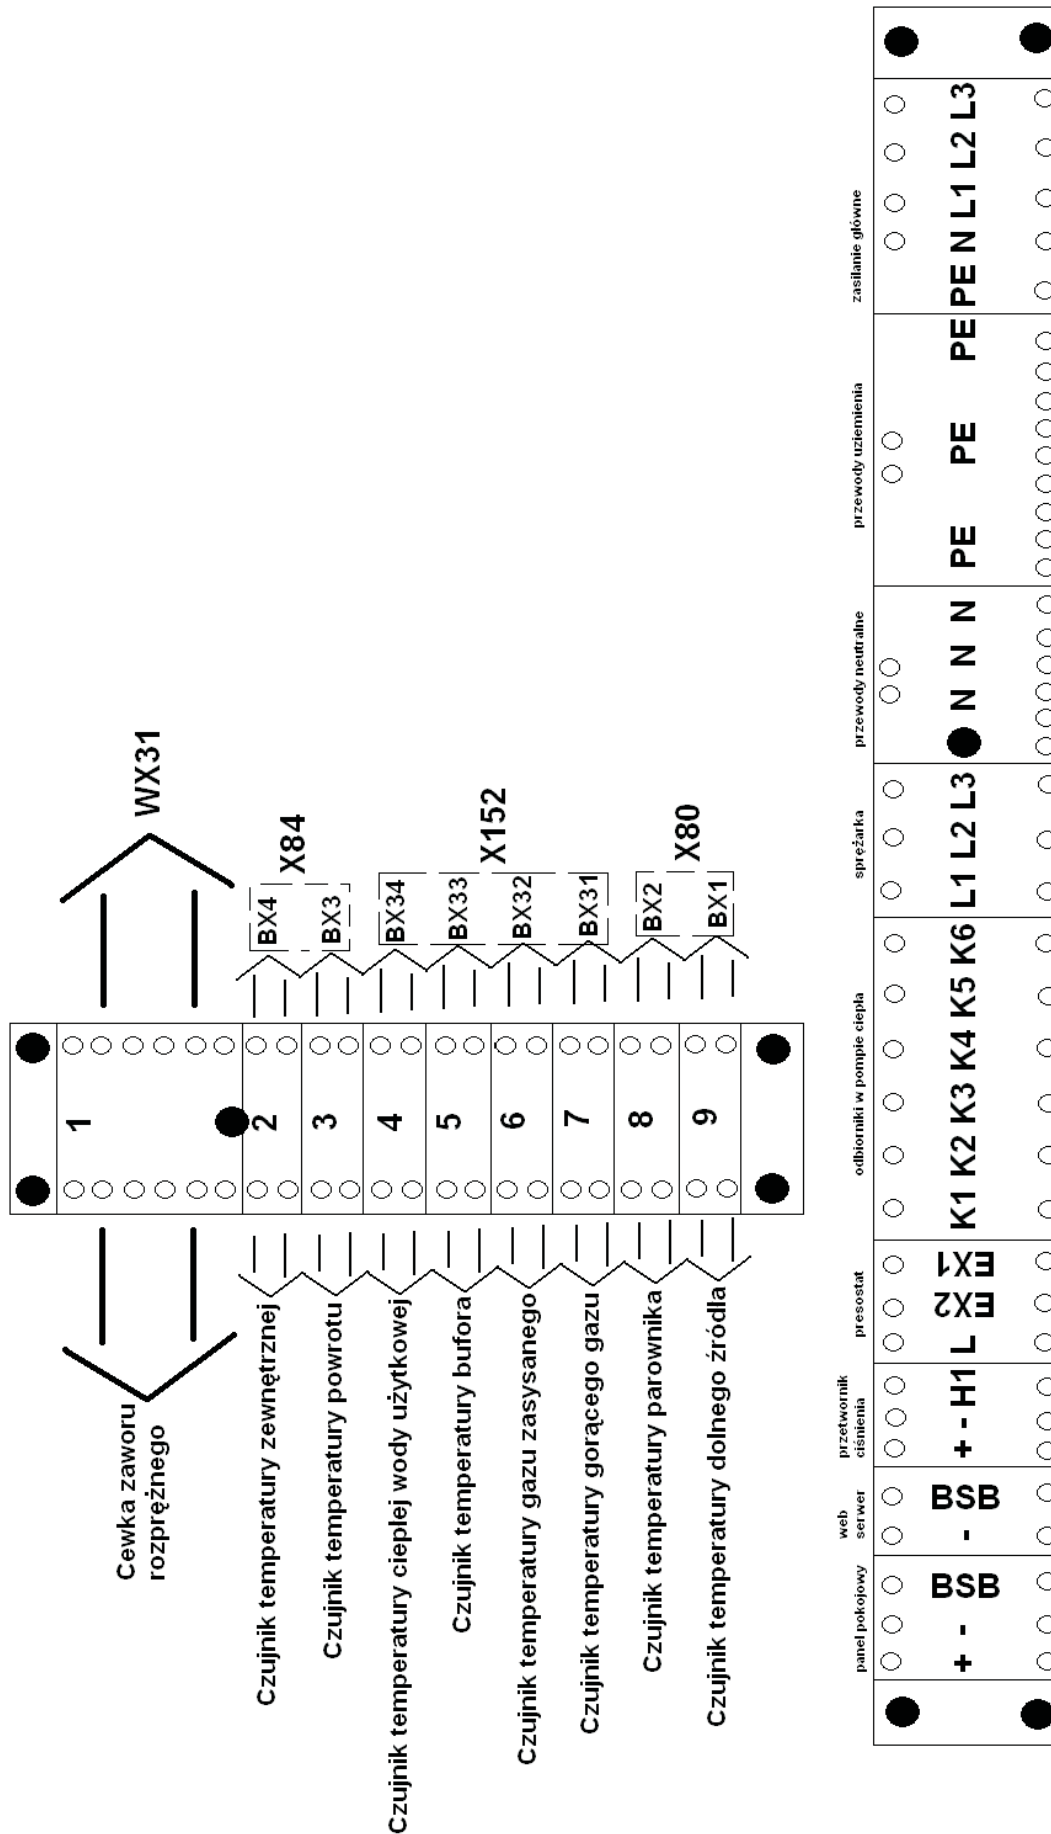 WX31
X84
X152
X80
BX4
BX3
BX34
BX33
BX32
BX31
BX2
BX1
1
2
3
4
5
6
7
8
9
Cewka zaworu
rozprężnego
Czujnik temperatury zewnętrznej
Czujnik temperatury powrotu
Czujnik temperatury cieplej wody użytkowej
Czujnik temperatury bufora
Czujnik temperatury gazu zasysanego
Czujnik temperatury gorącego gazu
Czujnik temperatury parownika
Czujnik temperatury dolnego źródła
panel pokojowy
+ - BSB
web
serwer
- BSB
przetwornik
ciśnienia
+ - H1
presostat
L EX2 EX1
odbiorniki w pompie ciepła
K1 K2 K3 K4 K5 K6
sprężarka
L1 L2 L3
przewody neutralne
N N N
przewody uziemienia
PE PE PE
zasilanie główne
PE N L1 L2 L3